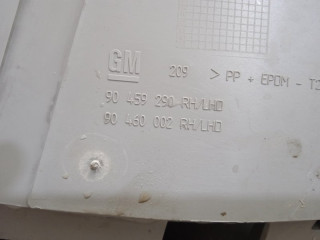 GM 209 > PP + EPDM - T
90 459 290 RH/LHD
90 460 002 RH/LHD